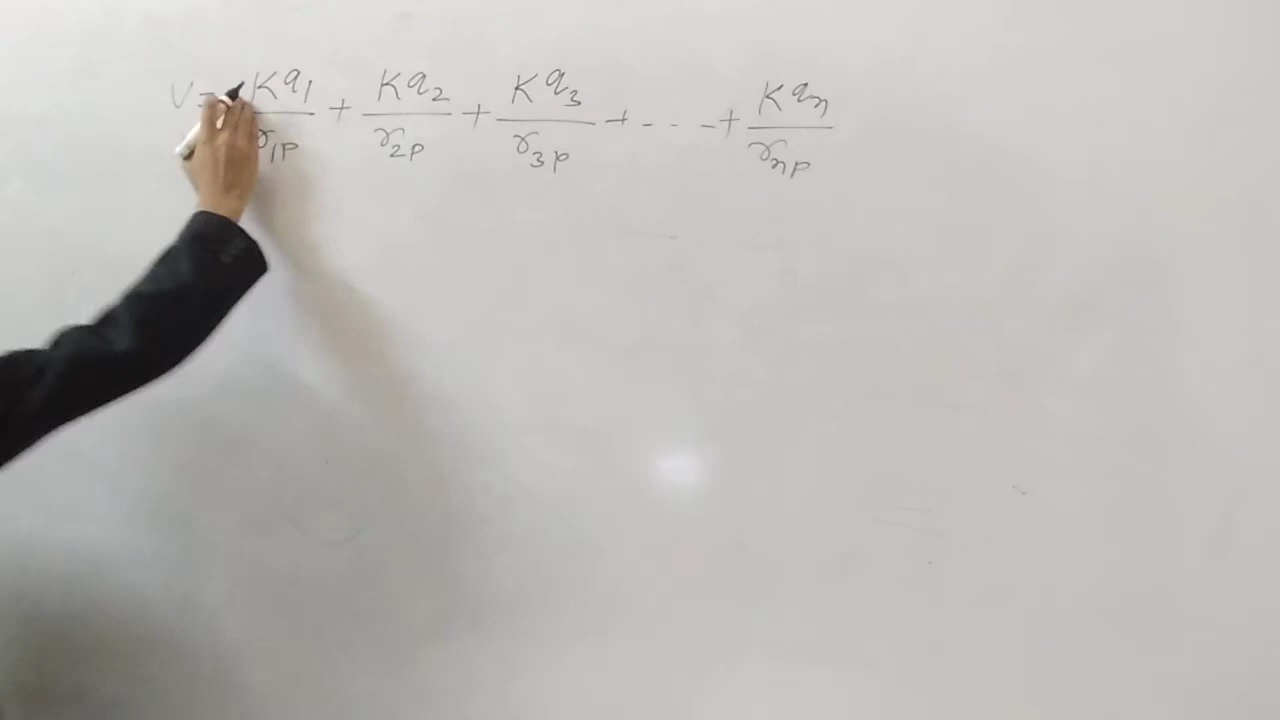 V = Kq₁/r₁P + Kq₂/r₂P + Kq₃/r₃P + - - - + Kqₙ/rₙP